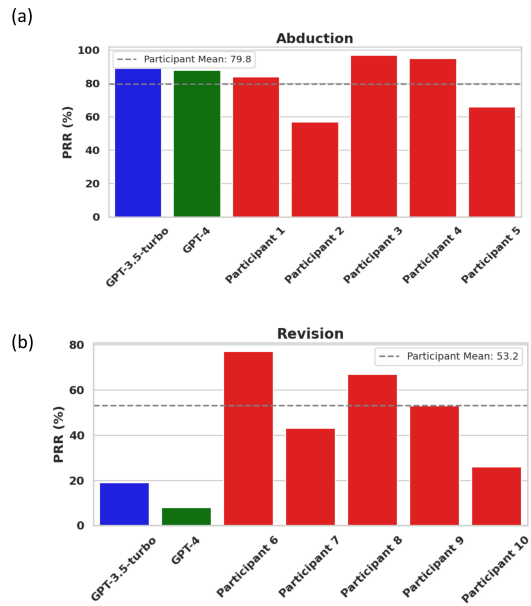 (a)
Abduction
Participant Mean: 79.8
PRR (%)
100
80
60
40
20
0
GPT-3.5-turbo
GPT-4
Participant 1
Participant 2
Participant 3
Participant 4
Participant 5
(b)
Revision
Participant Mean: 53.2
PRR (%)
80
60
40
20
0
GPT-3.5-turbo
GPT-4
Participant 6
Participant 7
Participant 8
Participant 9
Participant 10